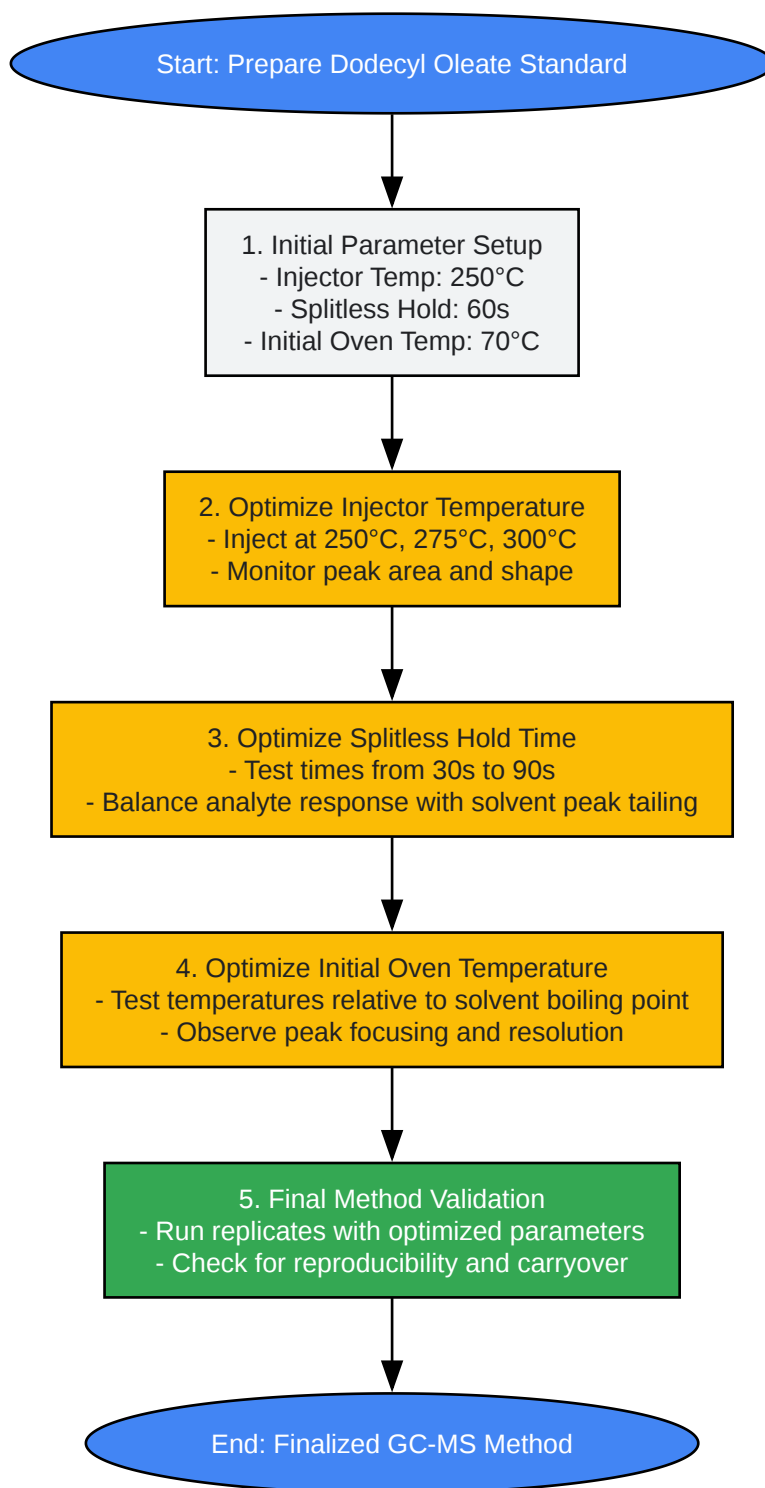 Start: Prepare Dodecyl Oleate Standard
1. Initial Parameter Setup
- Injector Temp: 250°C
- Splitless Hold: 60s
- Initial Oven Temp: 70°C
2. Optimize Injector Temperature
- Inject at 250°C, 275°C, 300°C
- Monitor peak area and shape
3. Optimize Splitless Hold Time
- Test times from 30s to 90s
- Balance analyte response with solvent peak tailing
4. Optimize Initial Oven Temperature
- Test temperatures relative to solvent boiling point
- Observe peak focusing and resolution
5. Final Method Validation
- Run replicates with optimized parameters
- Check for reproducibility and carryover
End: Finalized GC-MS Method